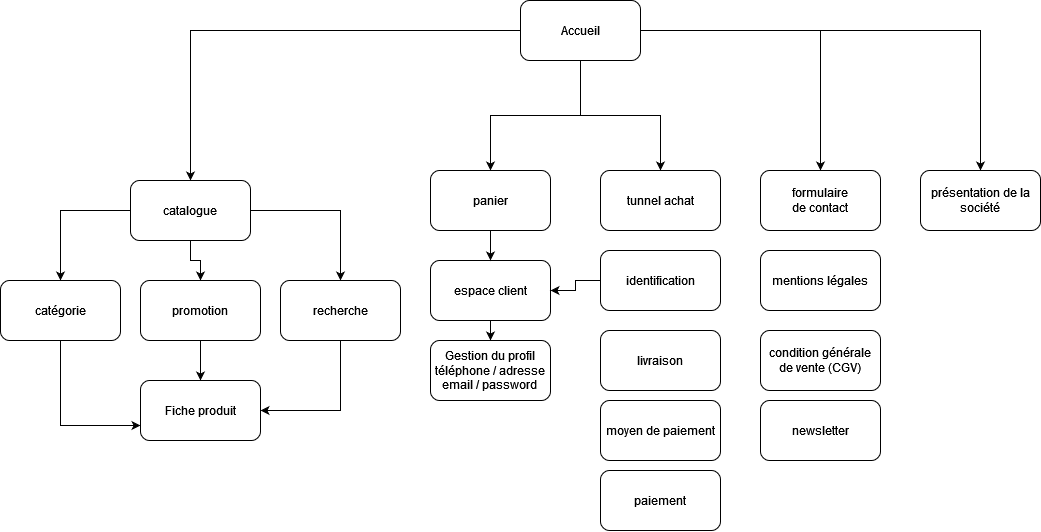 Accueil
catalogue
panier
tunnel achat
formulaire
de contact
présentation de la
société
catégorie
promotion
recherche
espace client
identification
mentions légales
Gestion du profil
téléphone / adresse
email / password
livraison
condition générale
de vente (CGV)
Fiche produit
moyen de paiement
newsletter
paiement